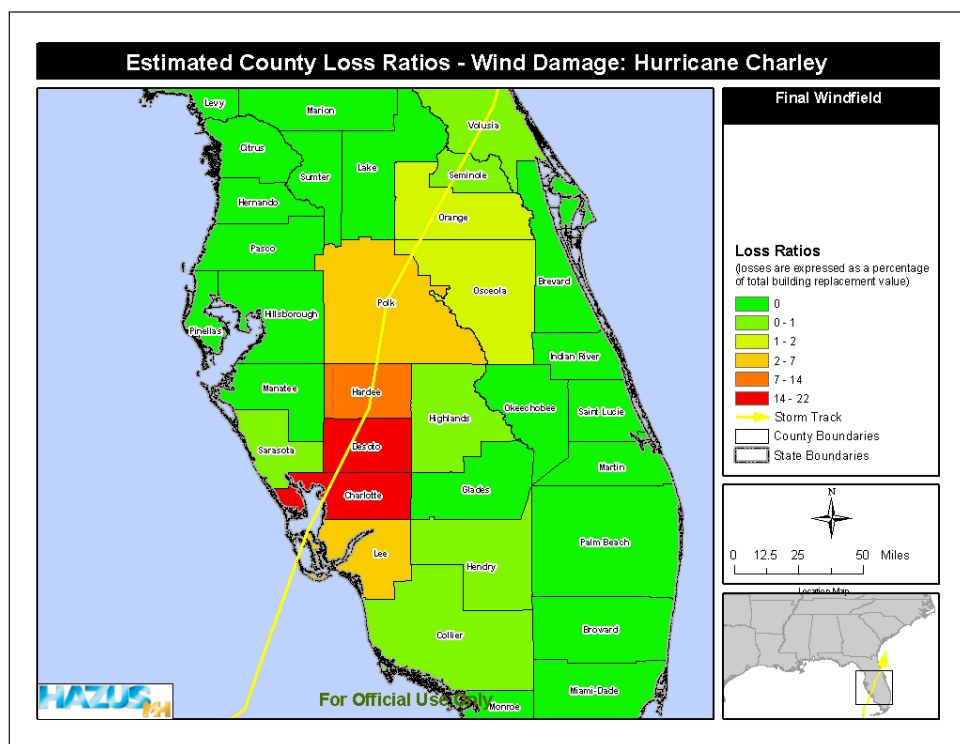 Estimated County Loss Ratios - Wind Damage: Hurricane Charley
Final Windfield
Levy
Marion
Volusia
Citrus
Sumter
Lake
Seminole
Hernando
Orange
Pasco
Osceola
Brevard
Polk
Pinellas
Hillsborough
Indian River
Manatee
Hardee
Highlands
Okeechobee
Saint Lucie
Sarasota
Desoto
Martin
Charlotte
Glades
Lee
Hendry
Palm Beach
Collier
Broward
Miami-Dade
Monroe
For Official Use Only
HAZUS
MH
Loss Ratios
(losses are expressed as a percentage
of total building replacement value)
0
0 - 1
1 - 2
2 - 7
7 - 14
14 - 22
Storm Track
County Boundaries
State Boundaries
N
0 12.5 25 50 Miles
Location Map